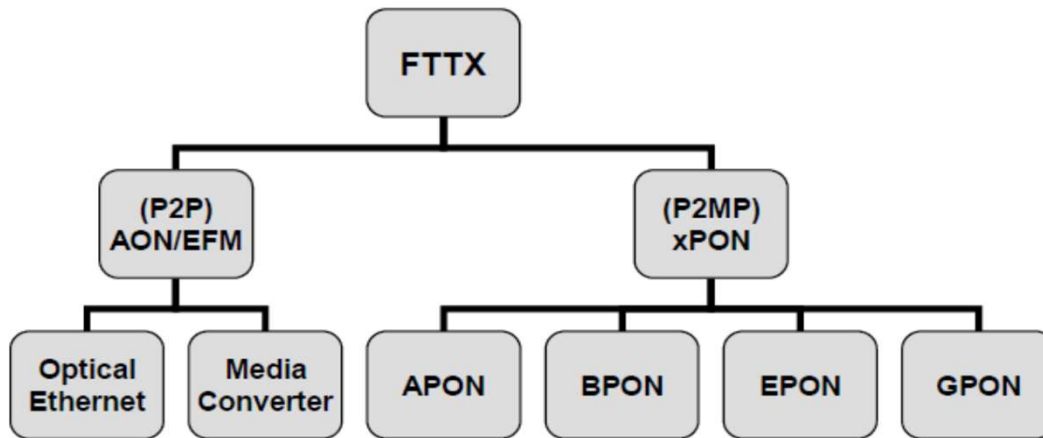 FTTX
(P2P)
AON/EFM
(P2MP)
xPON
Optical
Ethernet
Media
Converter
APON
BPON
EPON
GPON